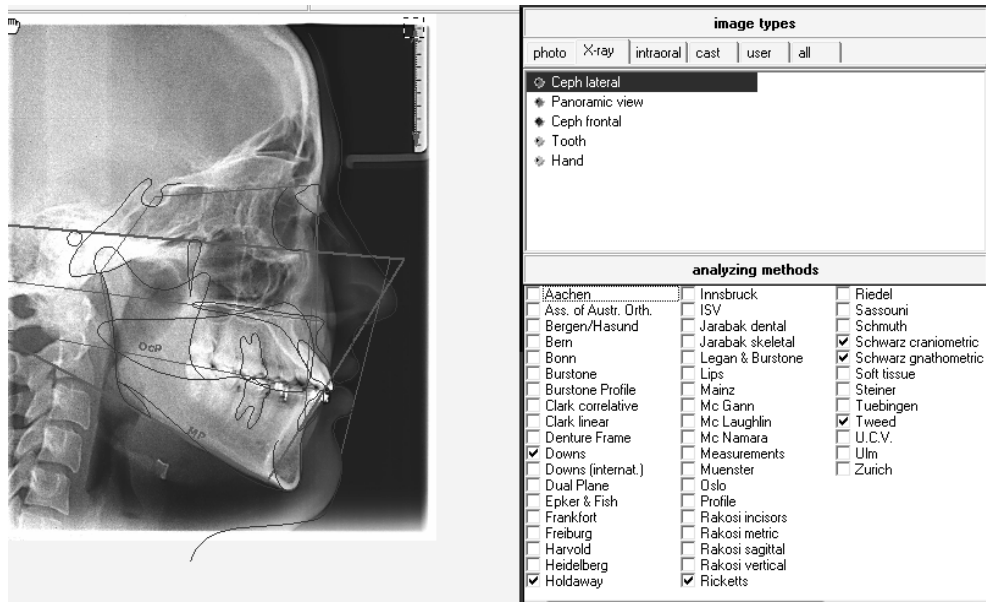 image types
photo X-ray intraoral cast user all
Ceph lateral
Panoramic view
Ceph frontal
Tooth
Hand
analyzing methods
Aachen
Ass. of Austr. Orth.
Bergen/Hasund
Bern
Bonn
Burstone
Burstone Profile
Clark correlative
Clark linear
Denture Frame
Downs
Downs (internat.)
Dual Plane
Epker & Fish
Frankfort
Freiburg
Harvold
Heidelberg
Holdaway
Innsbruck
ISV
Jarabak dental
Jarabak skeletal
Legan & Burstone
Lips
Mainz
Mc Gann
Mc Laughlin
Mc Namara
Measurements
Muenster
Oslo
Profile
Rakosi incisors
Rakosi metric
Rakosi sagittal
Rakosi vertical
Ricketts
Riedel
Sassouni
Schmuth
Schwarz craniometric
Schwarz gnathometric
Soft tissue
Steiner
Tuebingen
Tweed
U.C.V.
Ulm
Zurich
OcP
MP